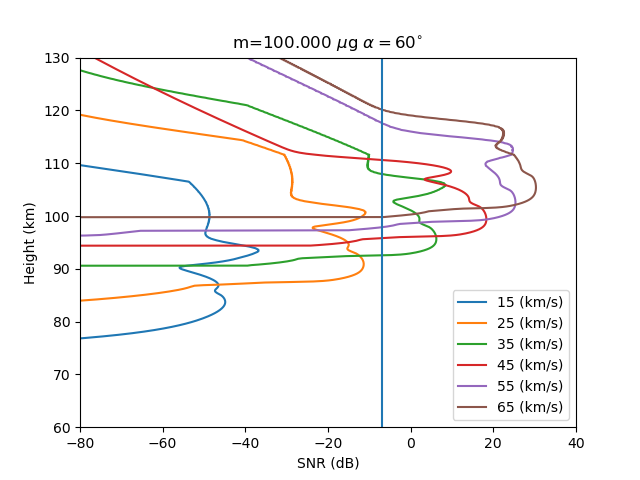 m=100.000 μg α = 60°
130
120
110
100
90
80
70
60
Height (km)
−80
−60
−40
−20
0
20
40
SNR (dB)
15 (km/s)
25 (km/s)
35 (km/s)
45 (km/s)
55 (km/s)
65 (km/s)